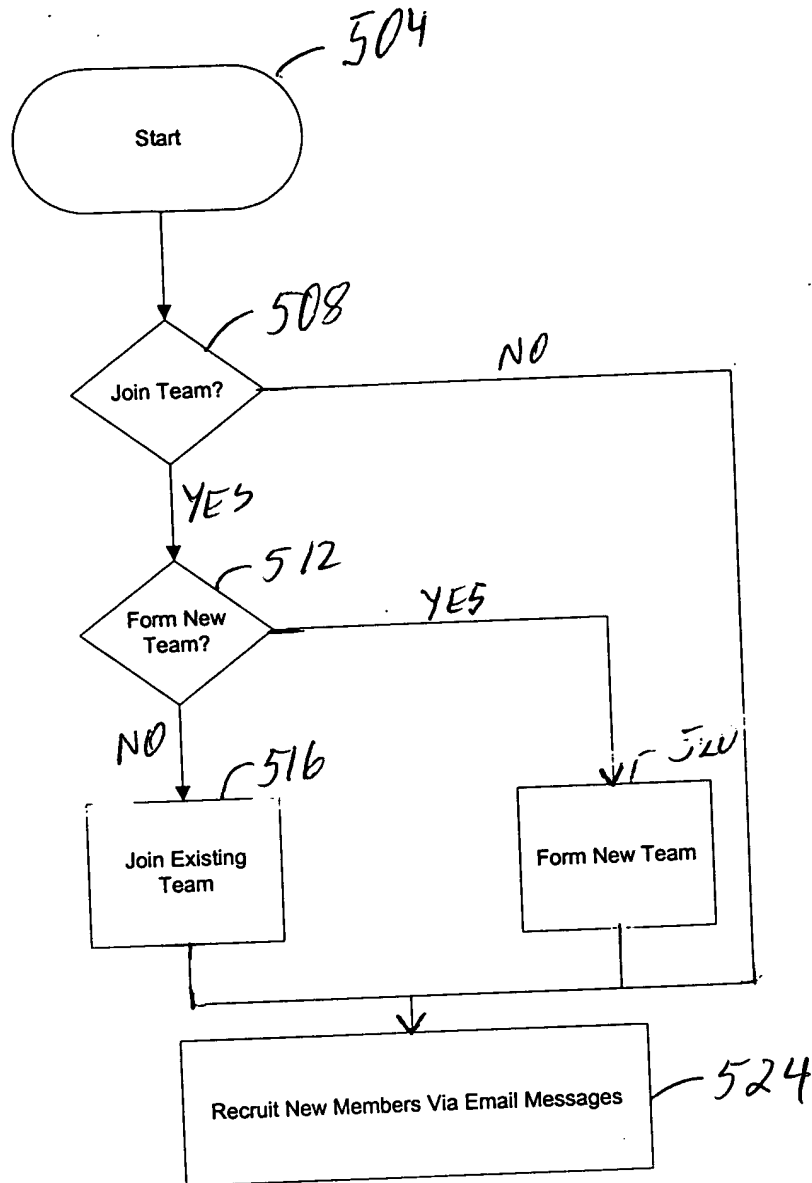 504
Start
508
Join Team?
NO
YES
512
Form New
Team?
YES
NO
516
520
Join Existing
Team
Form New Team
Recruit New Members Via Email Messages
524